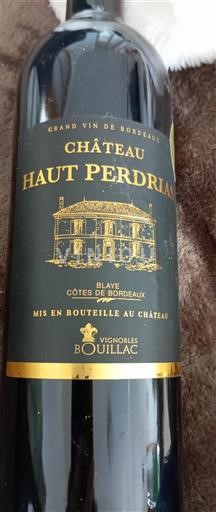 GRAND VIN DE BORDEAUX
CHÂTEAU
HAUT PERDRIAS
BLAYE
CÔTES DE BORDEAUX
MIS EN BOUTEILLE AU CHÂTEAU
VIGNOBLES
BOUILLAC